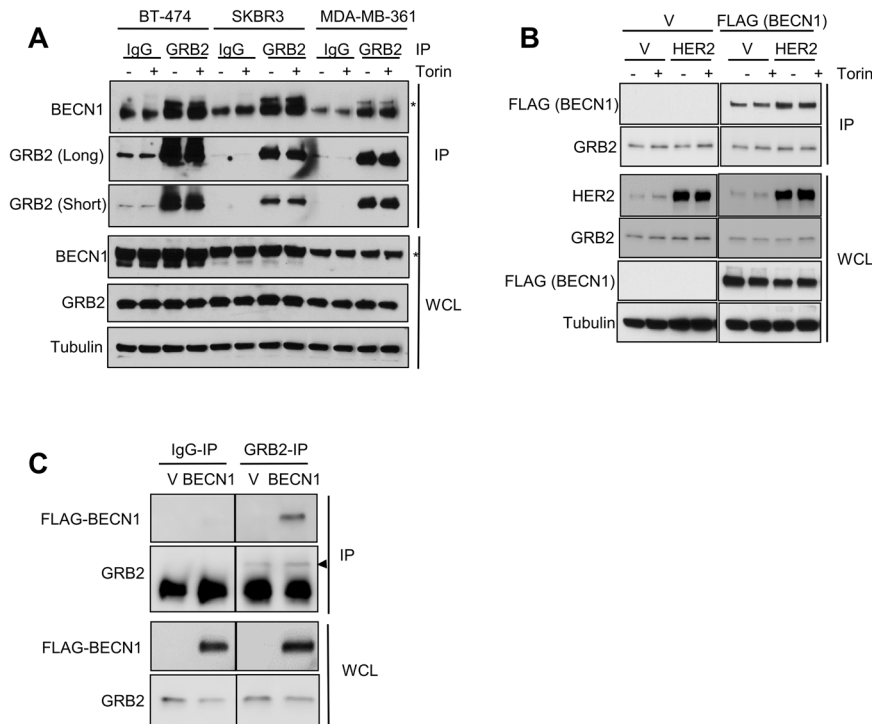 A
BT-474 SKBR3 MDA-MB-361
IgG GRB2 IgG GRB2 IgG GRB2 IP
- + - + - + - + - + - + Torin
BECN1 *
GRB2 (Long) IP
GRB2 (Short)
BECN1 *
GRB2 WCL
Tubulin
B
V FLAG (BECN1)
V HER2 V HER2
- + - + - + - + Torin
FLAG (BECN1) IP
GRB2
HER2
GRB2 WCL
FLAG (BECN1)
Tubulin
C
IgG-IP GRB2-IP
V BECN1 V BECN1
FLAG-BECN1
GRB2 IP
FLAG-BECN1
WCL
GRB2